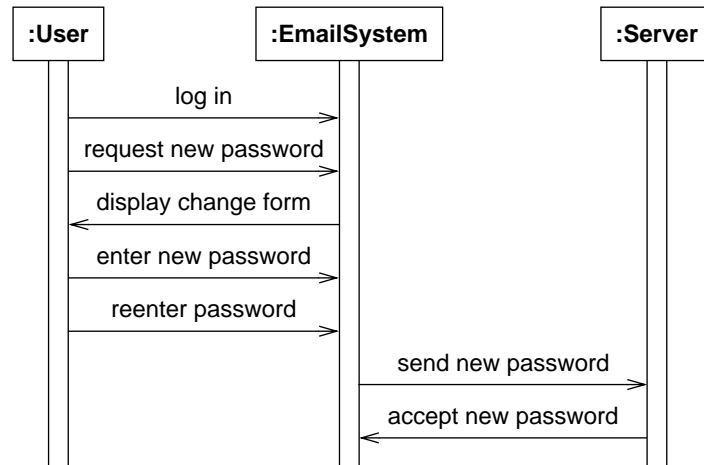 :User
:EmailSystem
:Server
log in
request new password
display change form
enter new password
reenter password
send new password
accept new password